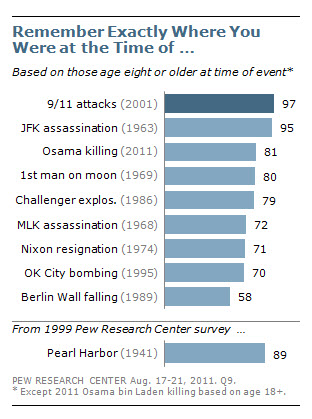 Remember Exactly Where You
Were at the Time of ...
Based on those age eight or older at time of event*
9/11 attacks (2001) 97
JFK assassination (1963) 95
Osama killing (2011) 81
1st man on moon (1969) 80
Challenger explos. (1986) 79
MLK assassination (1968) 72
Nixon resignation (1974) 71
OK City bombing (1995) 70
Berlin Wall falling (1989) 58
From 1999 Pew Research Center survey ...
Pearl Harbor (1941) 89
PEW RESEARCH CENTER Aug. 17-21, 2011. Q9.
* Except 2011 Osama bin Laden killing based on age 18+.